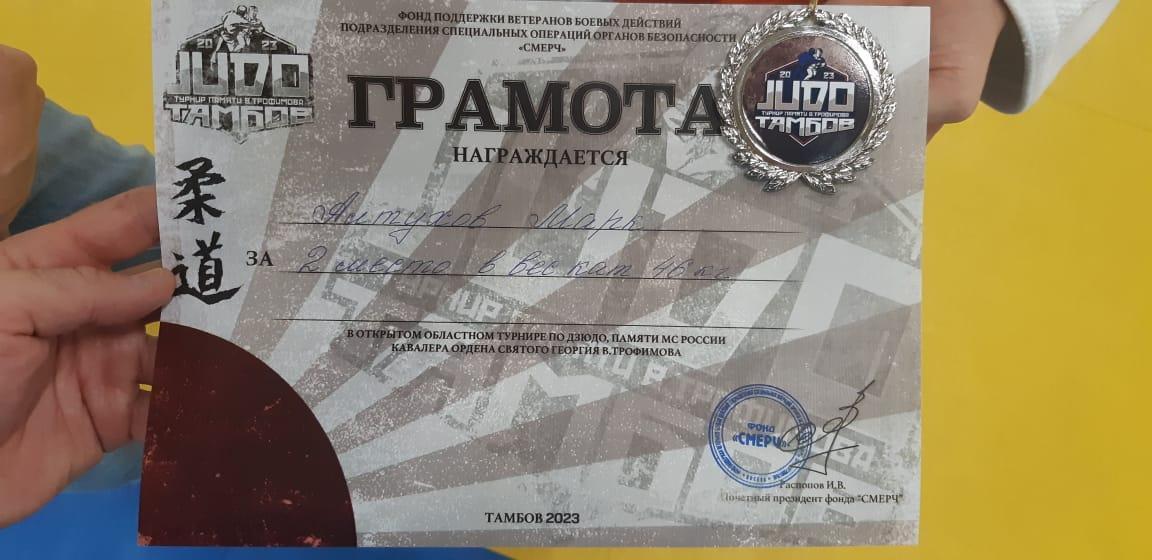 ФОНД ПОДДЕРЖКИ ВЕТЕРАНОВ БОЕВЫХ ДЕЙСТВИЙ
ПОДРАЗДЕЛЕНИЯ СПЕЦИАЛЬНЫХ ОПЕРАЦИЙ ОРГАНОВ БЕЗОПАСНОСТИ
«СМЕРЧ»
2023
JUDO
ТУРНИР ПАМЯТИ В.ТРОФИМОВА
ТАМБОВ
ГРАМОТА
2023
JUDO
ТУРНИР ПАМЯТИ В.ТРОФИМОВА
ТАМБОВ
НАГРАЖДАЕТСЯ
柔道
Алтухов Марк
ЗА 2 место в вес кат 46 кг
В ОТКРЫТОМ ОБЛАСТНОМ ТУРНИРЕ ПО ДЗЮДО, ПАМЯТИ МС РОССИИ
КАВАЛЕРА ОРДЕНА СВЯТОГО ГЕОРГИЯ В.ТРОФИМОВА
ФОНД
«СМЕРЧ»
Распопов И.В.
Почетный президент фонда "СМЕРЧ"
ТАМБОВ 2023